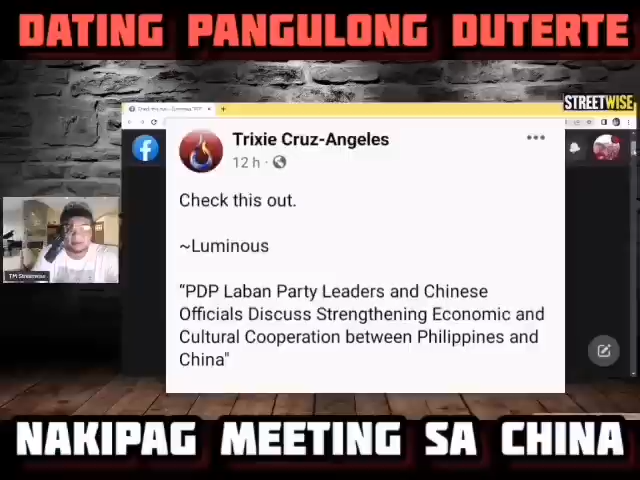 DATING PANGULONG DUTERTE
STREETWISE
Trixie Cruz-Angeles
12 h
Check this out.
~Luminous
“PDP Laban Party Leaders and Chinese
Officials Discuss Strengthening Economic and
Cultural Cooperation between Philippines and
China"
TM Streetwise
NAKIPAG MEETING SA CHINA